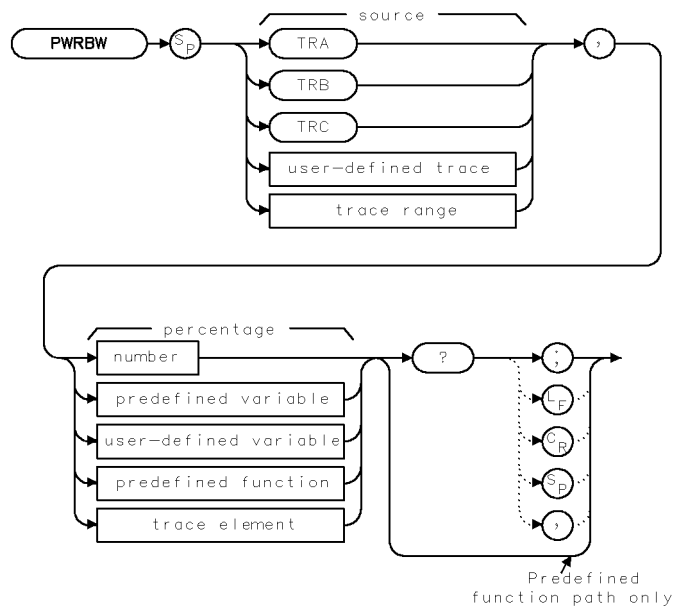 source
PWRBW
SP
TRA
,
TRB
TRC
user-defined trace
trace range
percentage
number
?
;
predefined variable
LF
user-defined variable
CR
predefined function
SP
trace element
,
Predefined
function path only